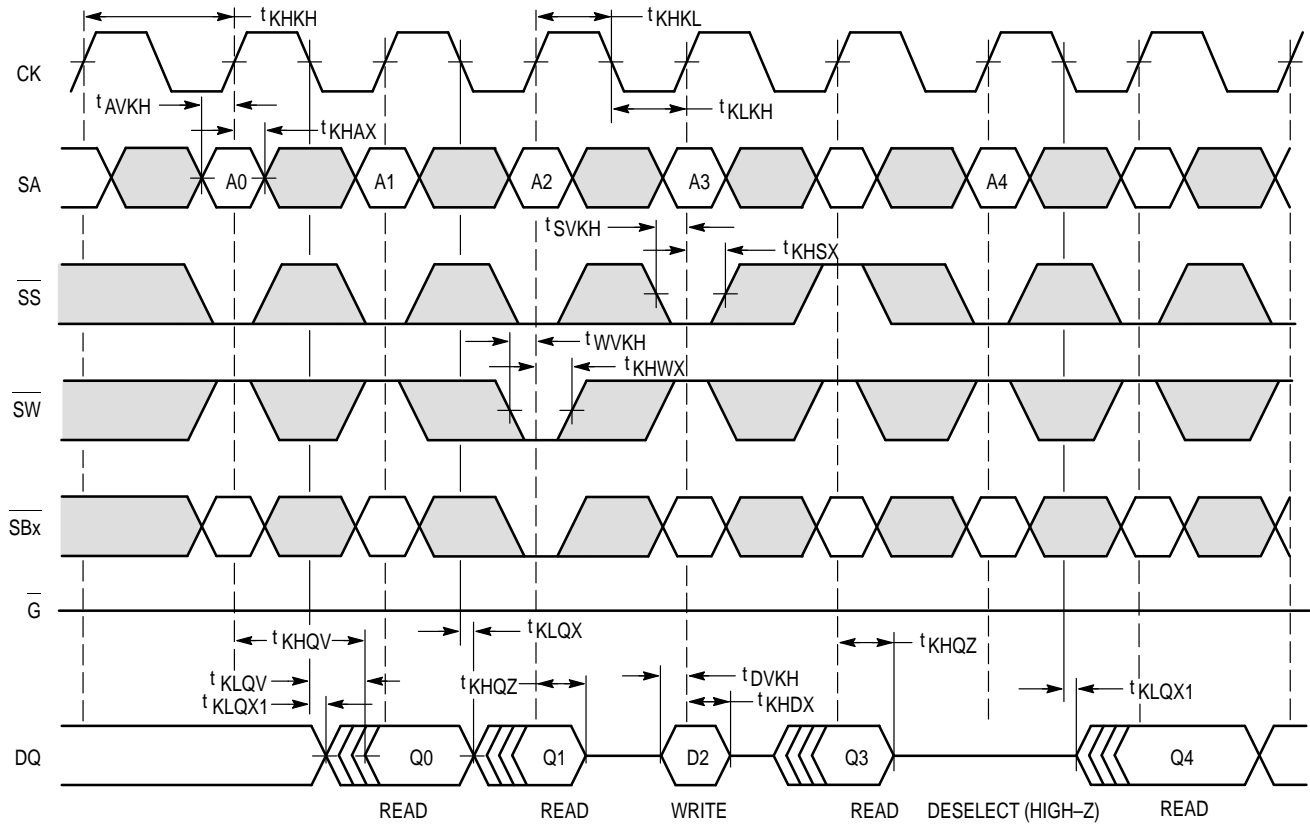 t KHKH
t KHKL
CK
t AVKH
t KHAX
t KLKH
SA
A0
A1
A2
A3
A4
t SVKH
t KHSX
SS
t WVKH
t KHWX
SW
SBx
G
t KHQV
t KLQX
t KHQZ
t KLQV
t KHQZ
t DVKH
t KLQX1
t KHDX
t KLQX1
DQ
Q0
Q1
D2
Q3
Q4
READ
READ
WRITE
READ
DESELECT (HIGH–Z)
READ